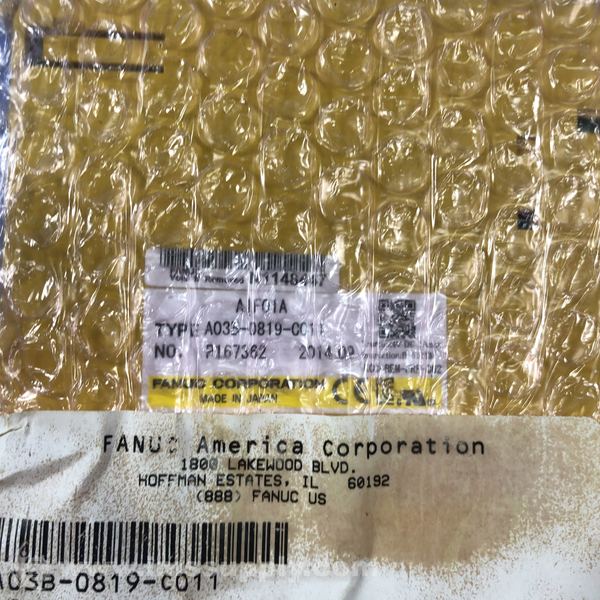 AIF01A
TYPE A03B-0819-C011
NO. P167362 2014.02
FANUC CORPORATION
MADE IN JAPAN
FANUC America Corporation
1800 LAKEWOOD BLVD.
HOFFMAN ESTATES, IL 60192
(888) FANUC US
A03B-0819-C011